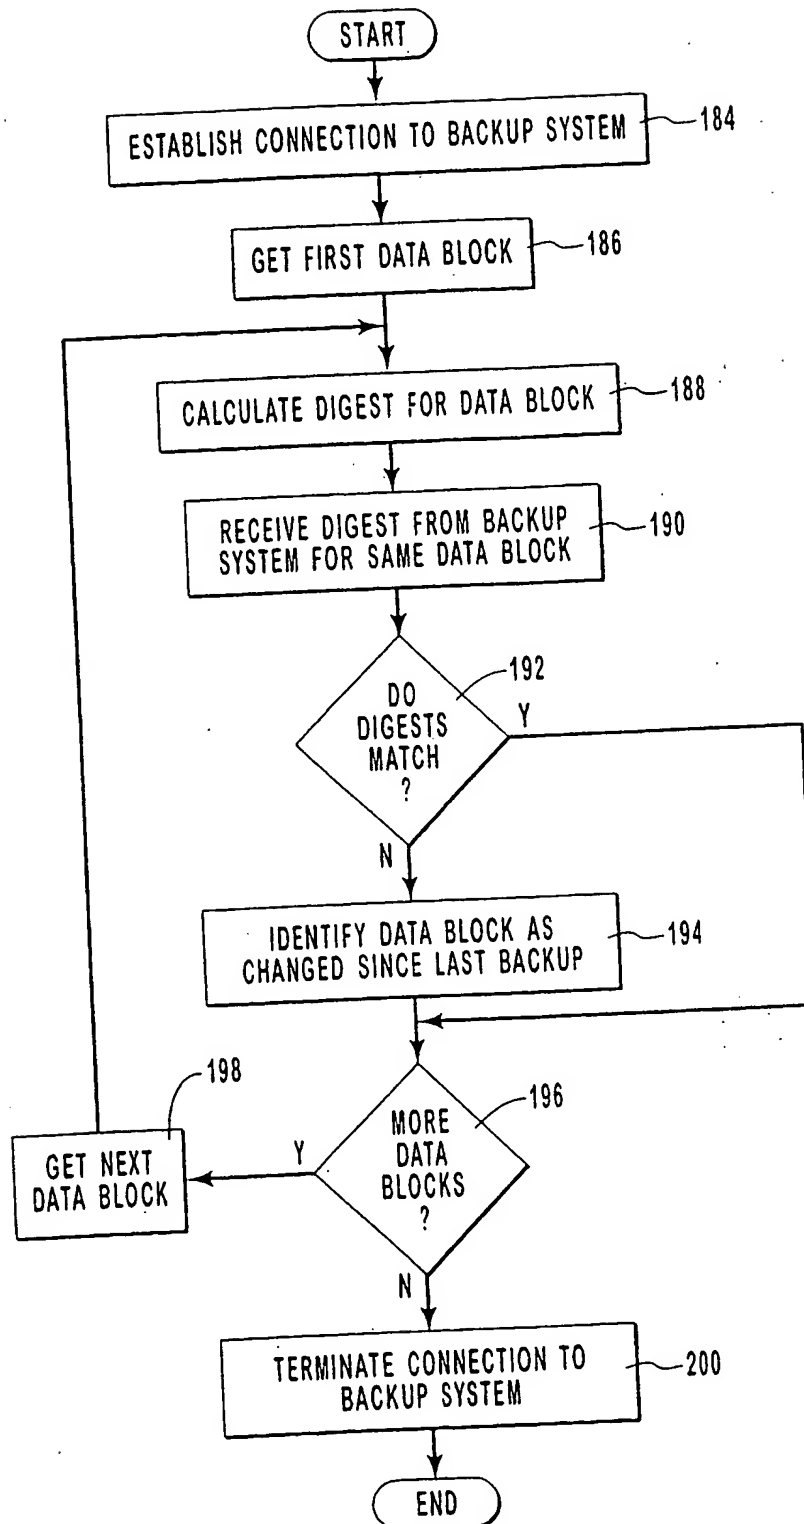 START
ESTABLISH CONNECTION TO BACKUP SYSTEM
184
GET FIRST DATA BLOCK
186
CALCULATE DIGEST FOR DATA BLOCK
188
RECEIVE DIGEST FROM BACKUP
SYSTEM FOR SAME DATA BLOCK
190
DO
DIGESTS
MATCH
?
192
Y
N
IDENTIFY DATA BLOCK AS
CHANGED SINCE LAST BACKUP
194
MORE
DATA
BLOCKS
?
196
Y
198
GET NEXT
DATA BLOCK
N
TERMINATE CONNECTION TO
BACKUP SYSTEM
200
END